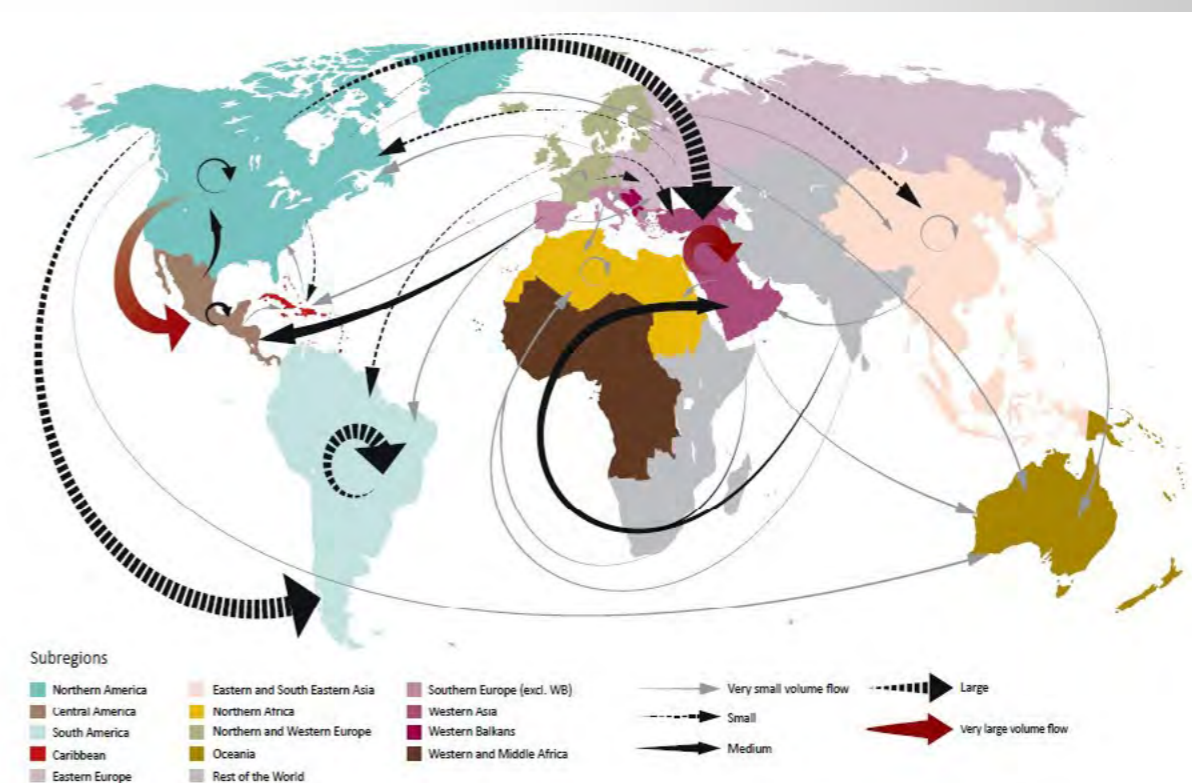 Subregions
Northern America
Central America
South America
Caribbean
Eastern Europe
Eastern and South Eastern Asia
Northern Africa
Northern and Western Europe
Oceania
Rest of the World
Southern Europe (excl. WB)
Western Asia
Western Balkans
Western and Middle Africa
Very small volume flow
Small
Medium
Large
Very large volume flow